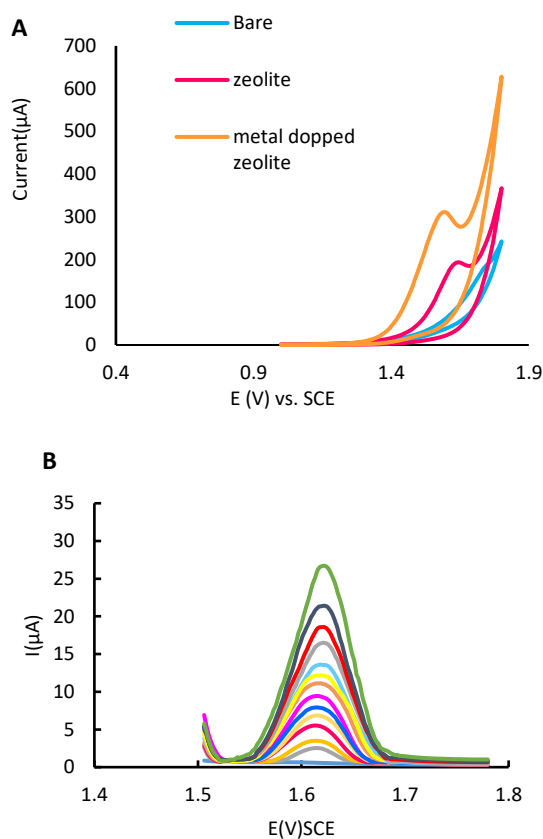 A
Bare
zeolite
metal dopped
zeolite
Current(µA)
700
600
500
400
300
200
100
0
0.4 0.9 1.4 1.9
E (V) vs. SCE
B
I(µA)
35
30
25
20
15
10
5
0
1.4 1.5 1.6 1.7 1.8
E(V)SCE